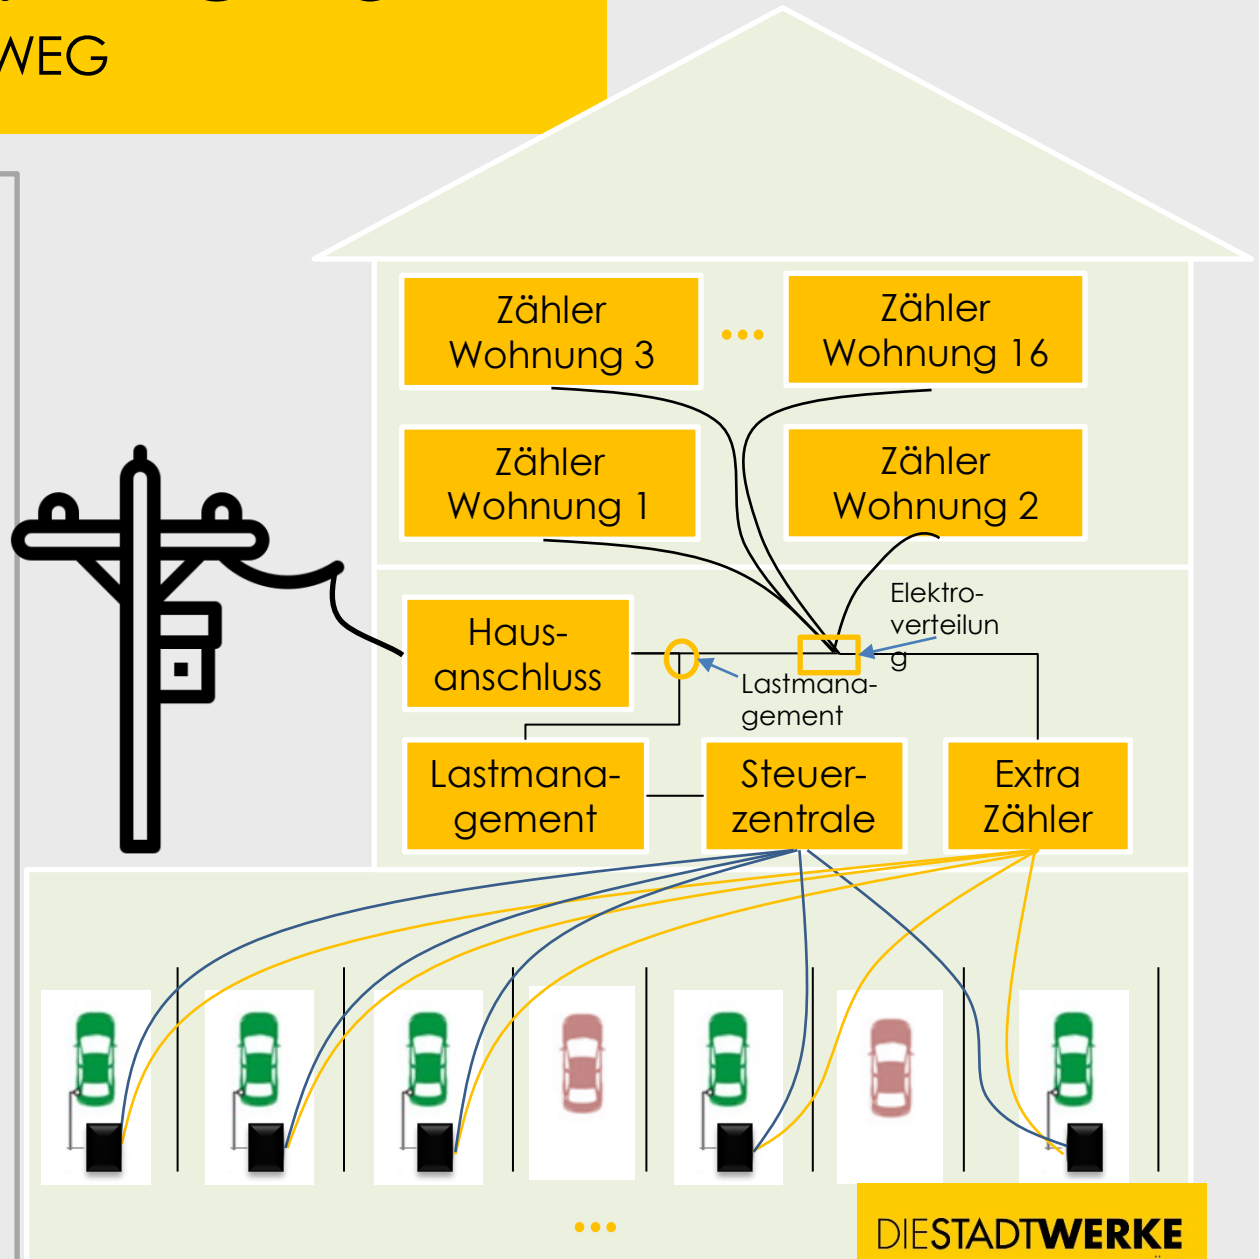 WEG
Zähler
Wohnung 3
Zähler
Wohnung 16
Zähler
Wohnung 1
Zähler
Wohnung 2
Elektro-
verteilun
g
Haus-
anschluss
Lastmana-
gement
Lastmana-
gement
Steuer-
zentrale
Extra
Zähler
DIESTADTWERKE